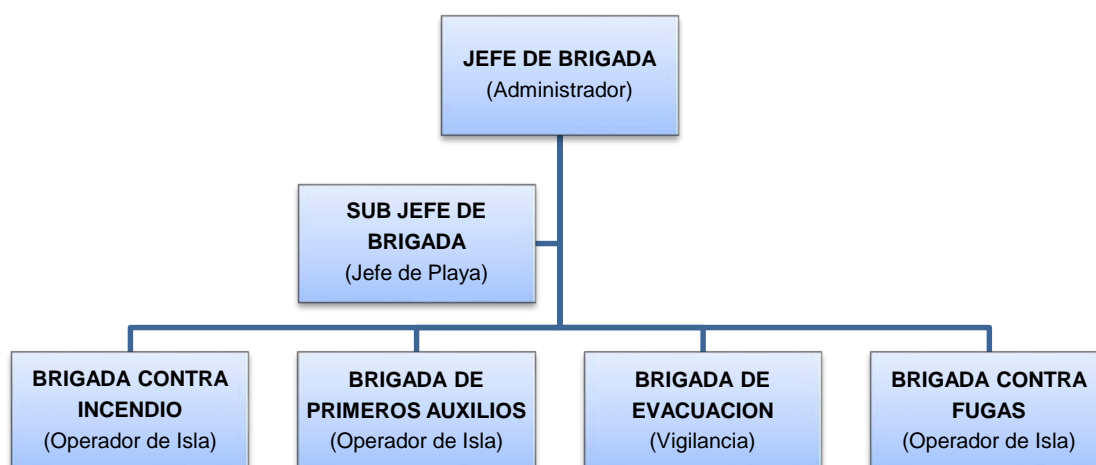 JEFE DE BRIGADA
(Administrador)
SUB JEFE DE
BRIGADA
(Jefe de Playa)
BRIGADA CONTRA
INCENDIO
(Operador de Isla)
BRIGADA DE
PRIMEROS AUXILIOS
(Operador de Isla)
BRIGADA DE
EVACUACION
(Vigilancia)
BRIGADA CONTRA
FUGAS
(Operador de Isla)